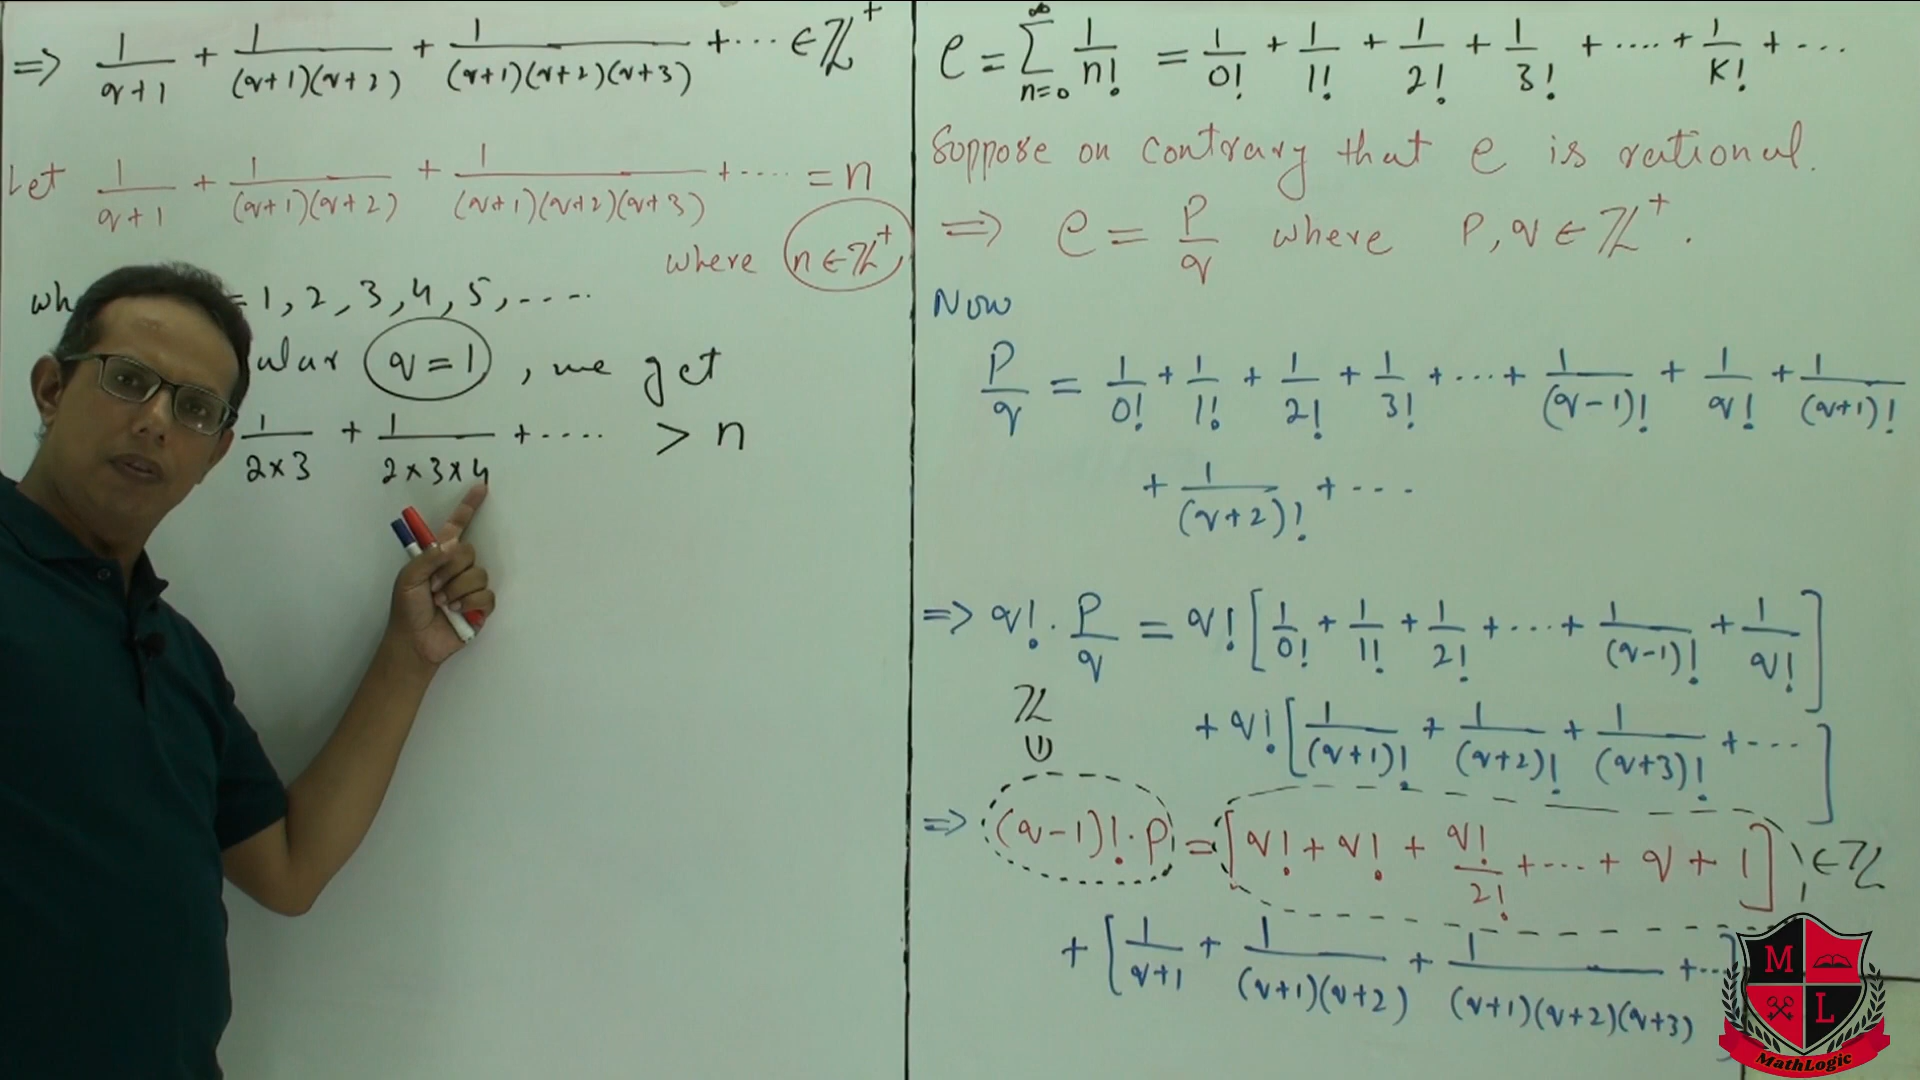 ⇒ 1/(q+1) + 1/((q+1)(q+2)) + 1/((q+1)(q+2)(q+3)) + ··· ∈ ℤ⁺
Let 1/(q+1) + 1/((q+1)(q+2)) + 1/((q+1)(q+2)(q+3)) + ···· = n
where n ∈ ℤ⁺
= 1, 2, 3, 4, 5, ····
q = 1 , we get
1/(2×3) + 1/(2×3×4) + ···· > n
e = ∑_{n=0}^{∞} 1/n! = 1/0! + 1/1! + 1/2! + 1/3! + ···· + 1/k! + ···
Suppose on contrary that e is rational.
⇒ e = P/q where P, q ∈ ℤ⁺.
Now
P/q = 1/0! + 1/1! + 1/2! + 1/3! + ··· + 1/(q-1)! + 1/q! + 1/(q+1)!
+ 1/(q+2)! + ···
⇒ q! · P/q = q! [ 1/0! + 1/1! + 1/2! + ··· + 1/(q-1)! + 1/q! ]
+ q! [ 1/(q+1)! + 1/(q+2)! + 1/(q+3)! + ··· ]
ℤ
⇒ (q-1)! · P = [ q! + q! + q!/2! + ··· + q + 1 ] ∈ ℤ
+ [ 1/(q+1) + 1/((q+1)(q+2)) + 1/((q+1)(q+2)(q+3)) + ··· ]
M L
MathLogic